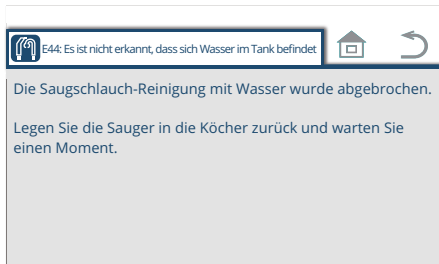 E44: Es ist nicht erkannt, dass sich Wasser im Tank befindet
Die Saugschlauch-Reinigung mit Wasser wurde abgebrochen.
Legen Sie die Sauger in die Köcher zurück und warten Sie
einen Moment.